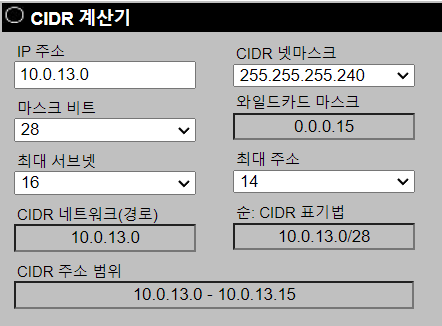 CIDR 계산기
IP 주소
CIDR 넷마스크
10.0.13.0
255.255.255.240
마스크 비트
와일드카드 마스크
28
0.0.0.15
최대 서브넷
최대 주소
16
14
CIDR 네트워크(경로)
순: CIDR 표기법
10.0.13.0
10.0.13.0/28
CIDR 주소 범위
10.0.13.0 - 10.0.13.15